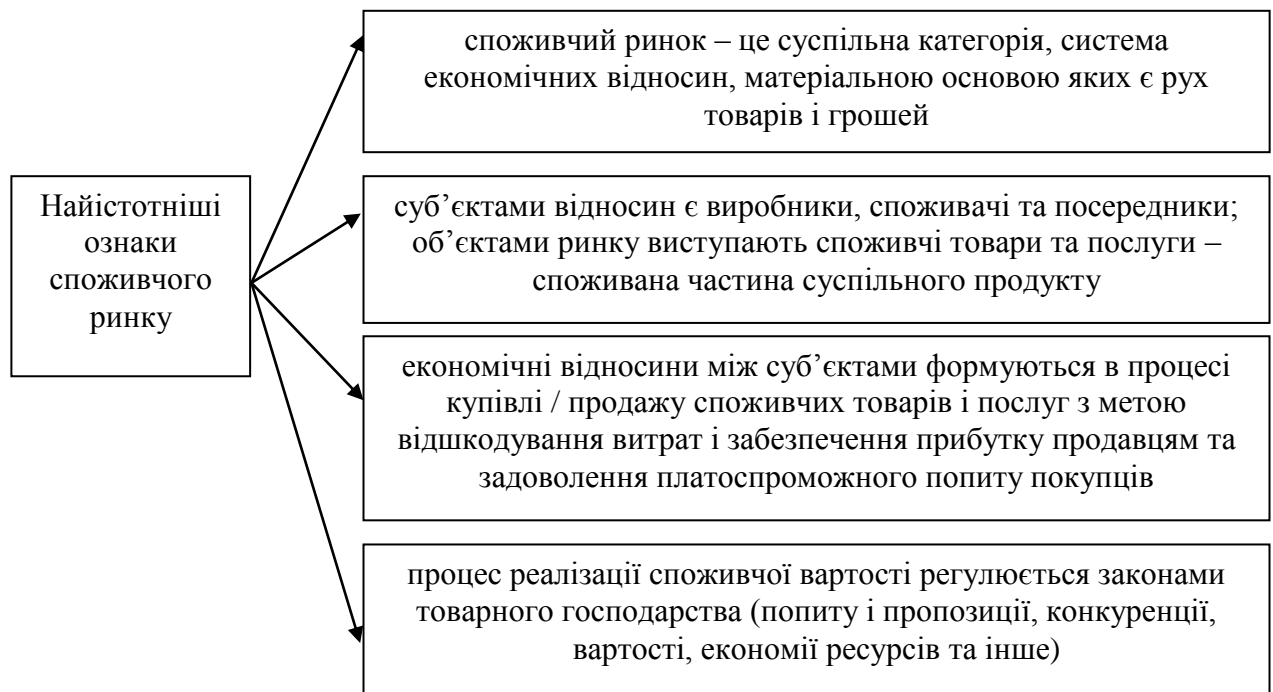 Найістотніші
ознаки
споживчого
ринку
споживчий ринок – це суспільна категорія, система
економічних відносин, матеріальною основою яких є рух
товарів і грошей
суб’єктами відносин є виробники, споживачі та посередники;
об’єктами ринку виступають споживчі товари та послуги –
споживана частина суспільного продукту
економічні відносини між суб’єктами формуються в процесі
купівлі / продажу споживчих товарів і послуг з метою
відшкодування витрат і забезпечення прибутку продавцям та
задоволення платоспроможного попиту покупців
процес реалізації споживчої вартості регулюється законами
товарного господарства (попиту і пропозиції, конкуренції,
вартості, економії ресурсів та інше)